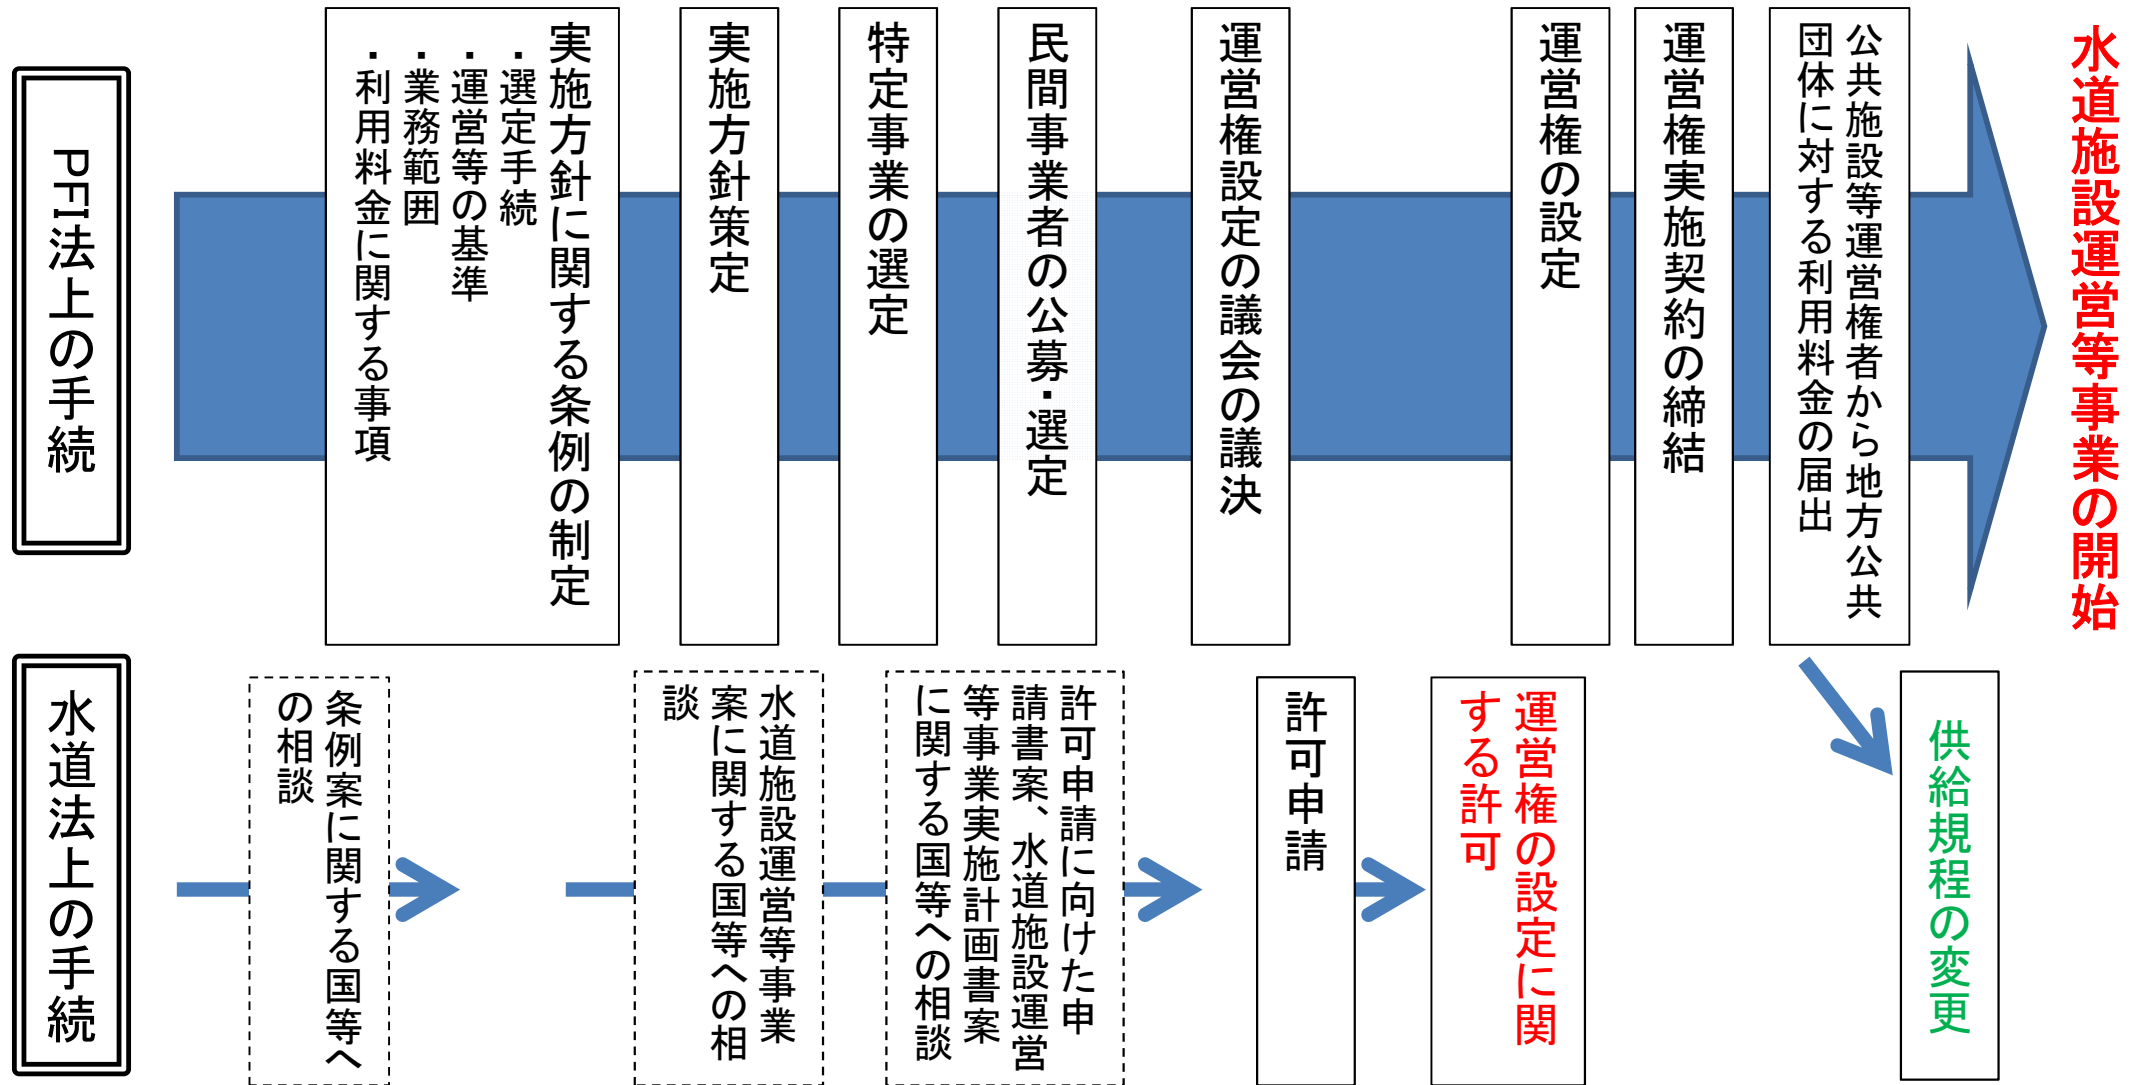 PFI法上の手続
実施方針に関する条例の制定
・選定手続
・運営等の基準
・業務範囲
・利用料金に関する事項
実施方針策定
特定事業の選定
民間事業者の公募・選定
運営権設定の議会の議決
運営権の設定
運営権実施契約の締結
公共施設等運営権者から地方公共
団体に対する利用料金の届出
水道施設運営等事業の開始
水道法上の手続
条例案に関する国等へ
の相談
水道施設運営等事業
案に関する国等への相
談
許可申請に向けた申
請書案、水道施設運営
等事業実施計画書案
に関する国等への相談
許可申請
運営権の設定に関
する許可
供給規程の変更